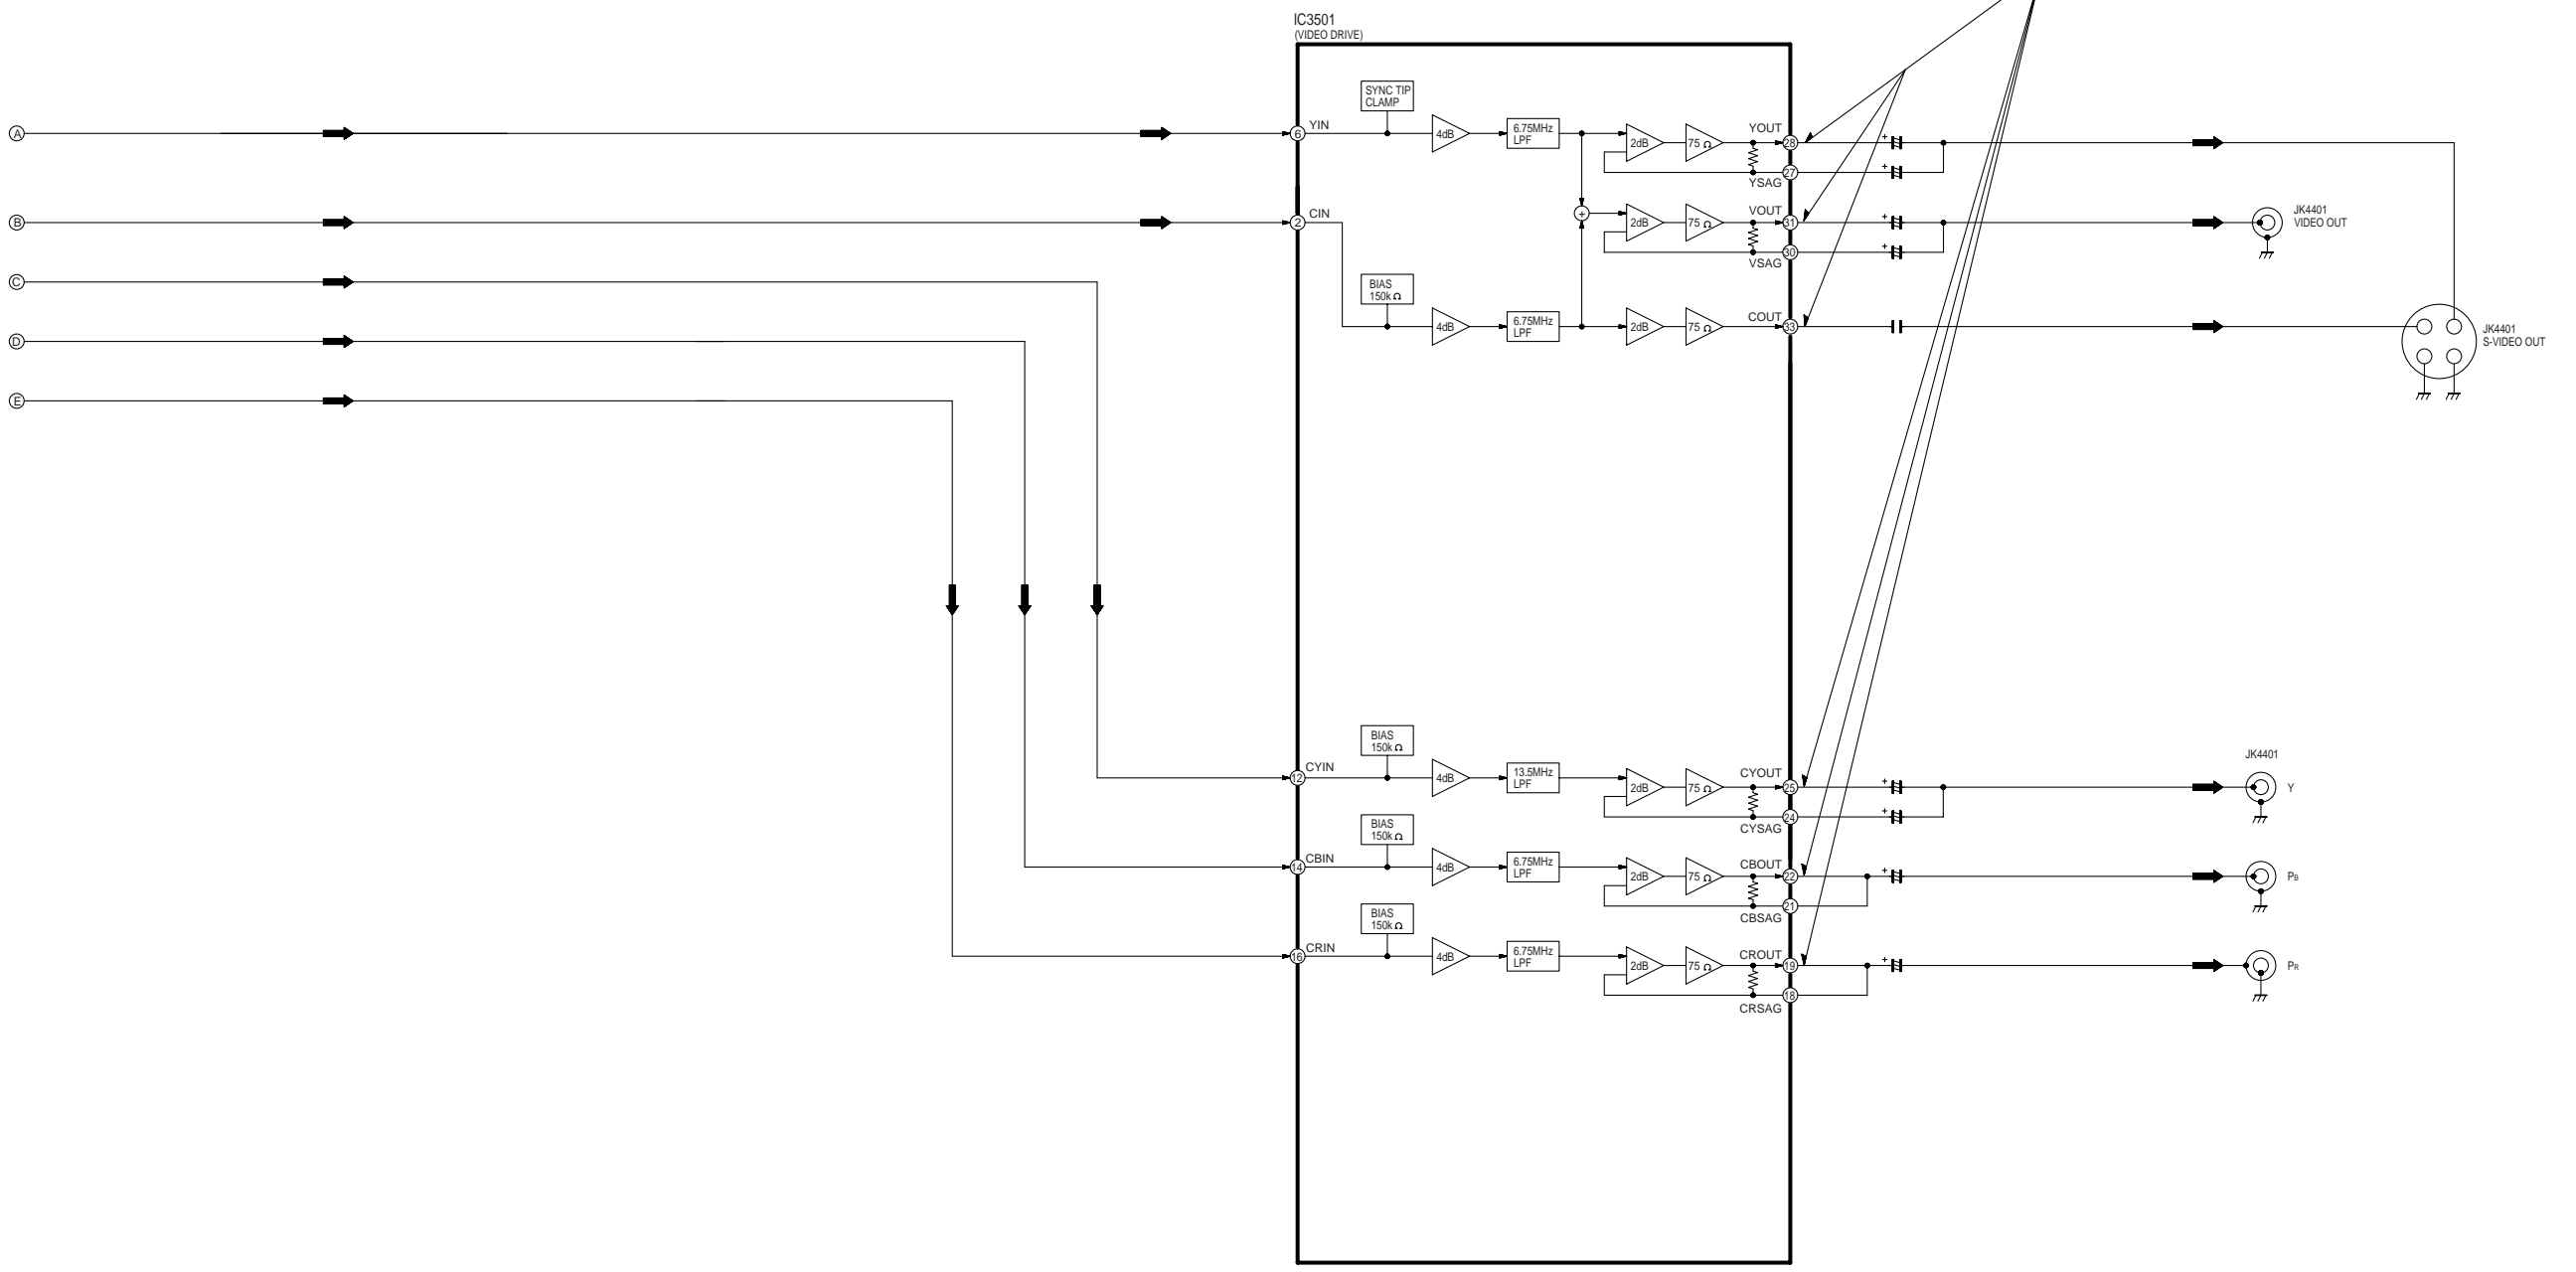 IC3501
(VIDEO DRIVE)
SYNC TIP
CLAMP
A
6
YIN
4dB
6.75MHz
LPF
2dB
75 Ω
YOUT
28
+
27
+
YSAG
B
2
CIN
+
2dB
75 Ω
VOUT
31
+
30
+
VSAG
JK4401
VIDEO OUT
C
BIAS
150k Ω
D
4dB
6.75MHz
LPF
2dB
75 Ω
COUT
33
JK4401
S-VIDEO OUT
E
BIAS
150k Ω
12
CYIN
4dB
13.5MHz
LPF
2dB
75 Ω
CYOUT
25
+
24
+
CYSAG
JK4401
Y
BIAS
150k Ω
14
CBIN
4dB
6.75MHz
LPF
2dB
75 Ω
CBOUT
22
+
21
CBSAG
PB
BIAS
150k Ω
16
CRIN
4dB
6.75MHz
LPF
2dB
75 Ω
CROUT
19
+
18
CRSAG
PR